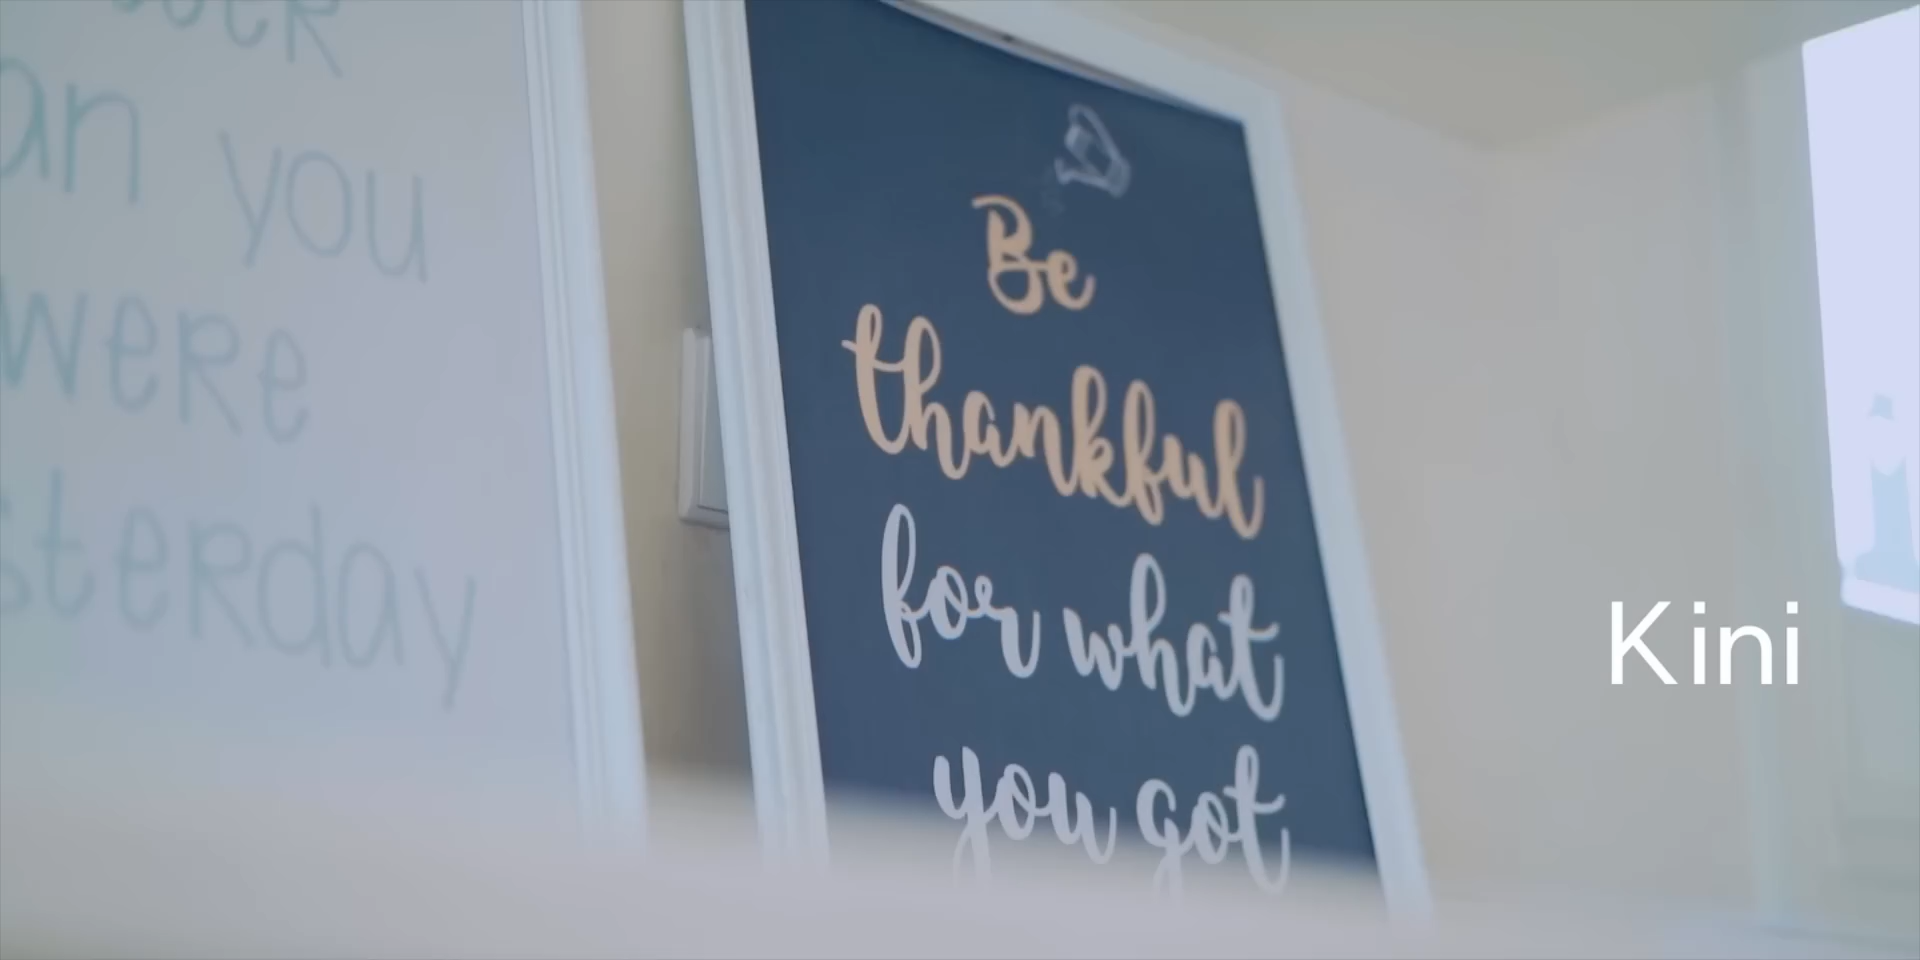 an you
were
sterday
Be
thankful
for what
you got
Kini